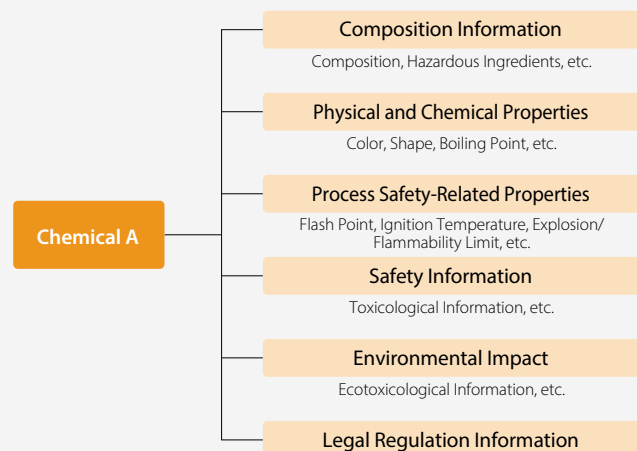 Composition Information
Composition, Hazardous Ingredients, etc.
Physical and Chemical Properties
Color, Shape, Boiling Point, etc.
Process Safety-Related Properties
Flash Point, Ignition Temperature, Explosion/
Flammability Limit, etc.
Chemical A
Safety Information
Toxicological Information, etc.
Environmental Impact
Ecotoxicological Information, etc.
Legal Regulation Information